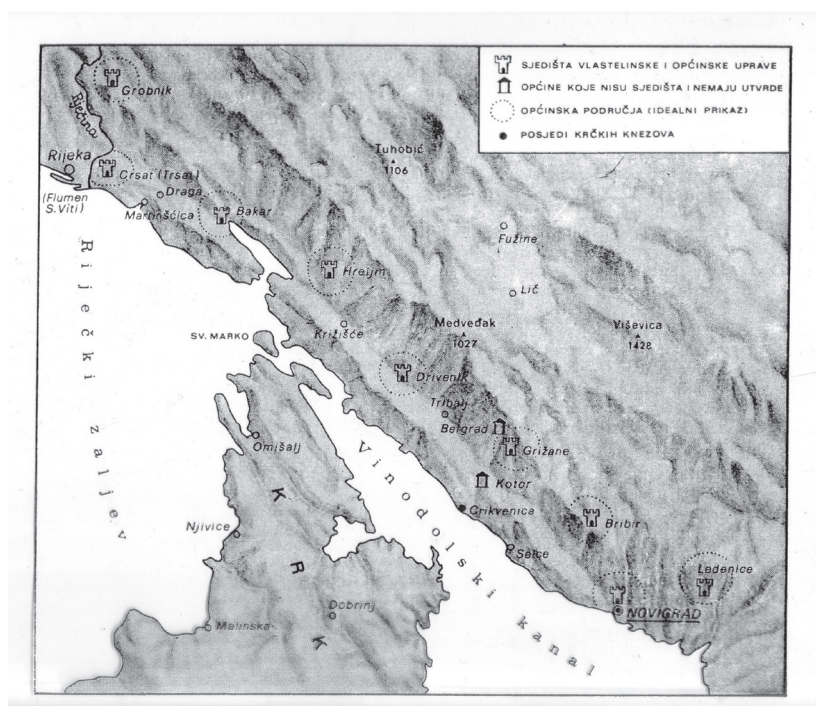 SJEDIŠTA VLASTELINSKE I OPĆINSKE UPRAVE
OPĆINE KOJE NISU SJEDIŠTA I NEMAJU UTVRDE
OPĆINSKA PODRUČJA (IDEALNI PRIKAZ)
POSJEDI KRČKIH KNEZOVA
Grobnik
Rječina
Tuhobić
1106
Rijeka
(Flumen
S. Viti)
Crsat (Trsat)
Draga
Martinšćica
Bakar
Fužine
Hreljin
Lič
Riječki zaljev
SV. MARKO
Križišće
Medveđak
1027
Viševica
1428
Drivenik
Tribalj
Belgrad
Grižane
Omišalj
Vinodolski kanal
Kotor
Crikvenica
Bribir
Njivice
KRK
Selce
Ledenice
Dobrinj
NOVIGRAD
Malinska